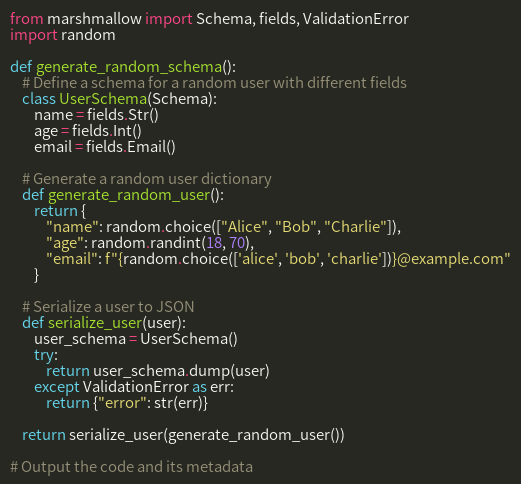 from marshmallow import Schema, fields, ValidationError
import random

def generate_random_schema():
    # Define a schema for a random user with different fields
    class UserSchema(Schema):
        name = fields.Str()
        age = fields.Int()
        email = fields.Email()

    # Generate a random user dictionary
    def generate_random_user():
        return {
            "name": random.choice(["Alice", "Bob", "Charlie"]),
            "age": random.randint(18, 70),
            "email": f"{random.choice(['alice', 'bob', 'charlie'])}@example.com"
        }

    # Serialize a user to JSON
    def serialize_user(user):
        user_schema = UserSchema()
        try:
            return user_schema.dump(user)
        except ValidationError as err:
            return {"error": str(err)}

    return serialize_user(generate_random_user())

# Output the code and its metadata